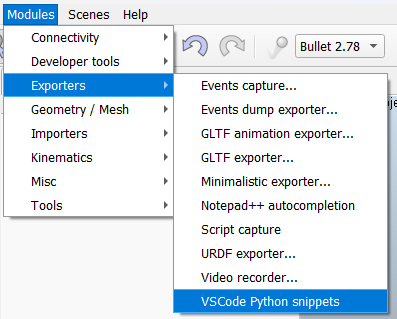 Modules Scenes Help
Connectivity
Developer tools
Exporters
Geometry / Mesh
Importers
Kinematics
Misc
Tools
Bullet 2.78
Events capture...
Events dump exporter...
GLTF animation exporter...
GLTF exporter...
Minimalistic exporter...
Notepad++ autocompletion
Script capture
URDF exporter...
Video recorder...
VSCode Python snippets